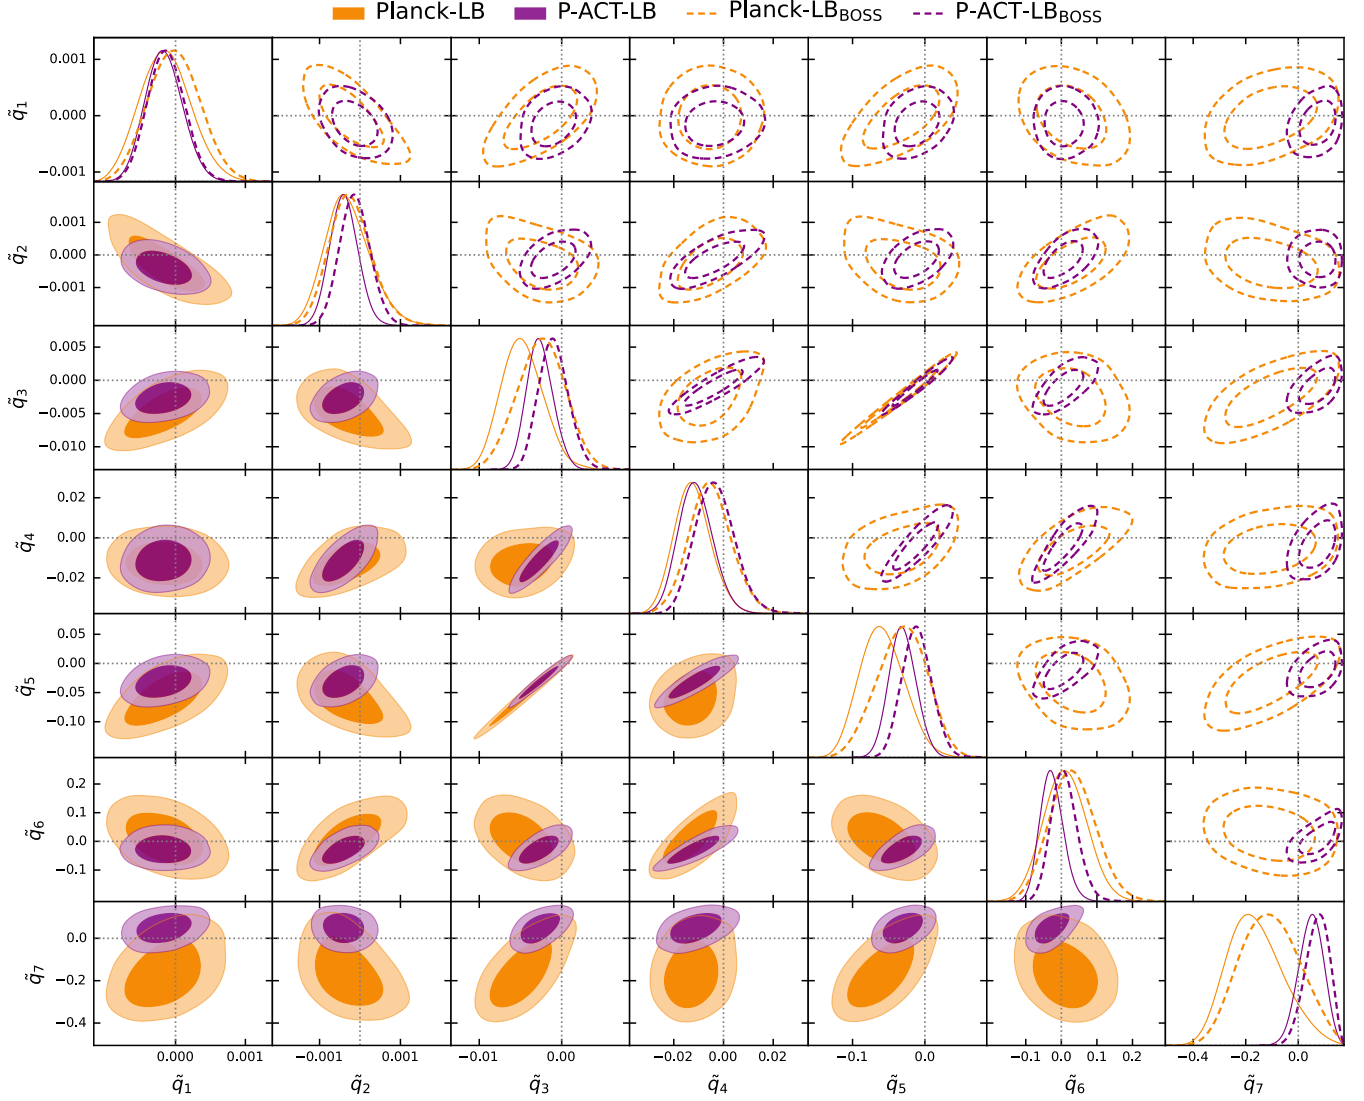 Planck-LB P-ACT-LB Planck-LB_BOSS P-ACT-LB_BOSS
0.001
0.000
−0.001
q̃1
0.001
0.000
−0.001
q̃2
0.005
0.000
−0.005
−0.010
q̃3
0.02
0.00
−0.02
q̃4
0.05
0.00
−0.05
−0.10
q̃5
0.2
0.1
0.0
−0.1
q̃6
0.0
−0.2
−0.4
q̃7
0.000 0.001 −0.001 0.001 −0.01 0.00 −0.02 0.00 0.02 −0.1 0.0 −0.1 0.0 0.1 0.2 −0.4 −0.2 0.0
q̃1 q̃2 q̃3 q̃4 q̃5 q̃6 q̃7